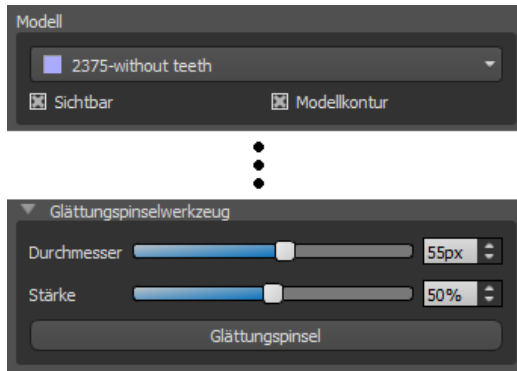 Modell
2375-without teeth
Sichtbar Modellkontur
Glättungspinselwerkzeug
Durchmesser 55px
Stärke 50%
Glättungspinsel